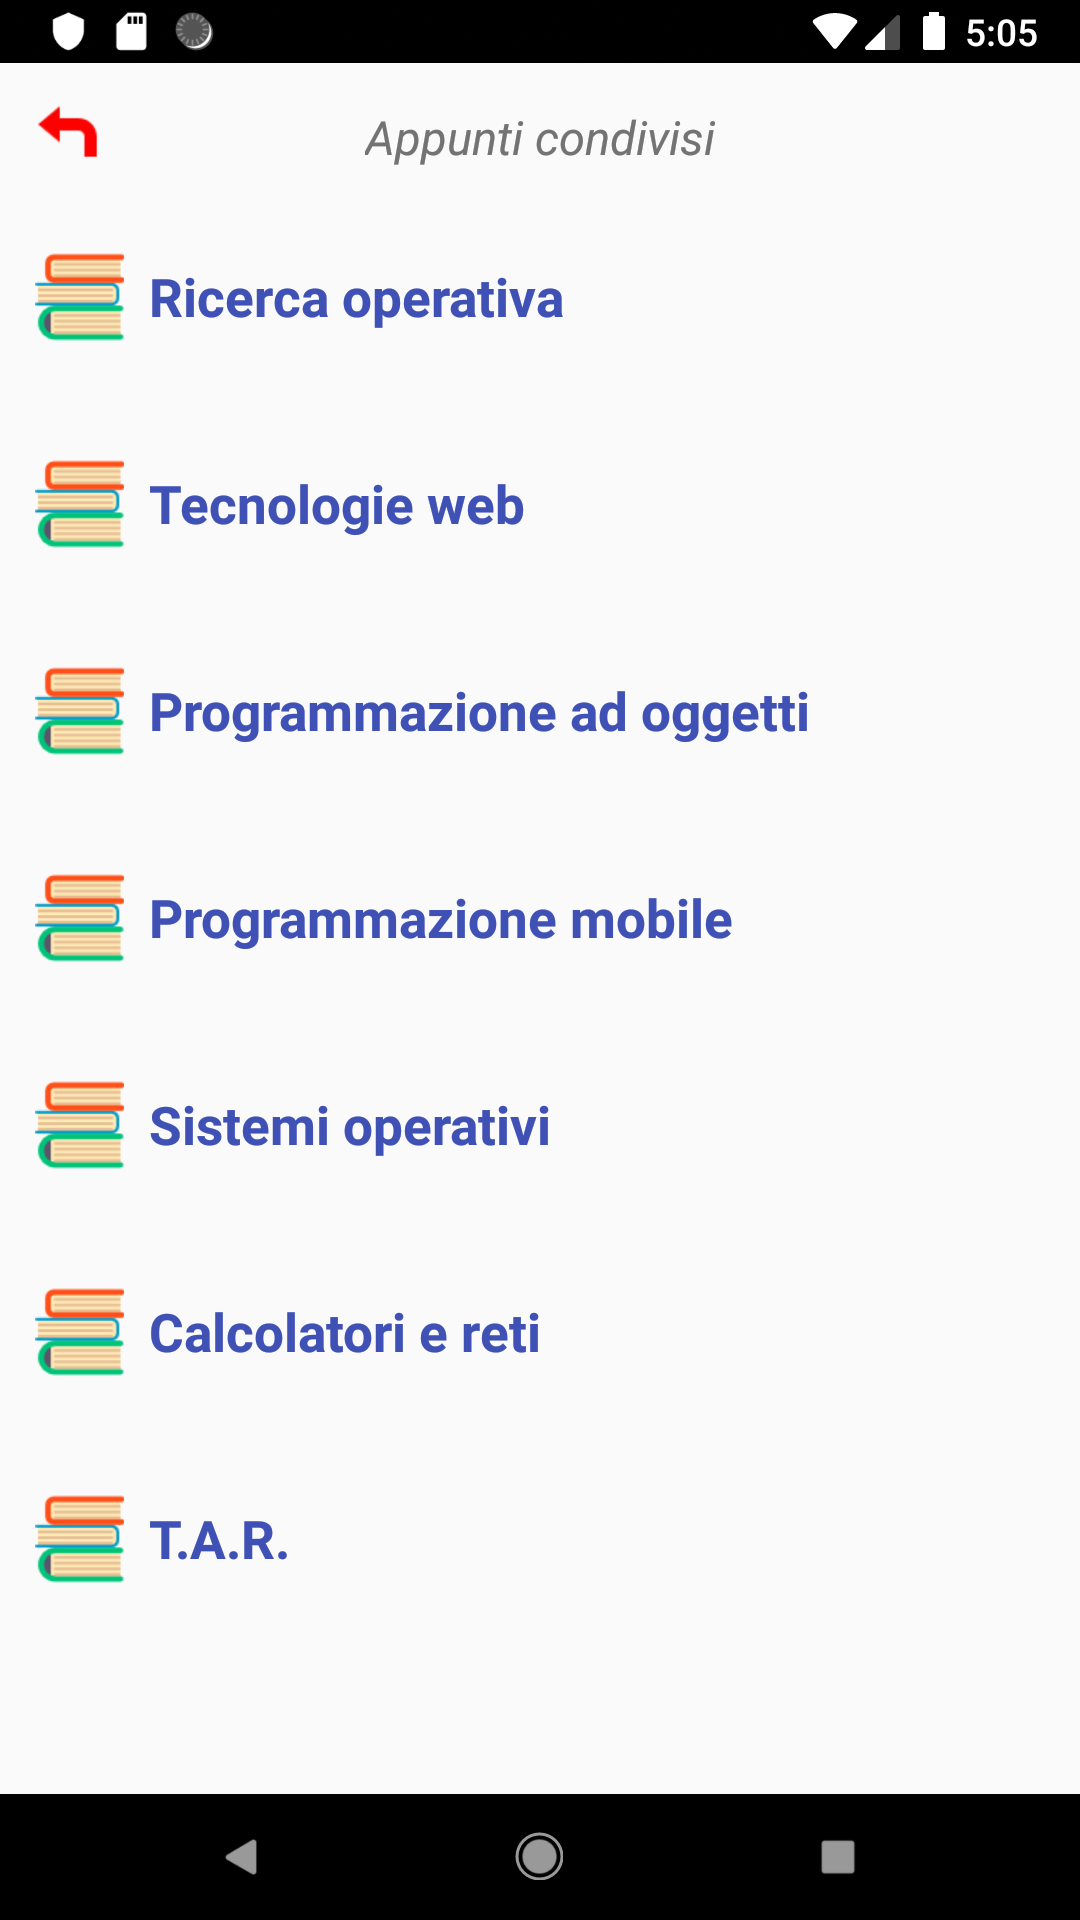 5:05
Appunti condivisi
Ricerca operativa
Tecnologie web
Programmazione ad oggetti
Programmazione mobile
Sistemi operativi
Calcolatori e reti
T.A.R.